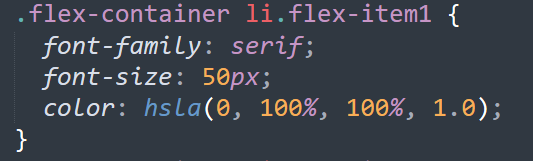 .flex-container li.flex-item1 {
font-family: serif;
font-size: 50px;
color: hsla(0, 100%, 100%, 1.0);
}